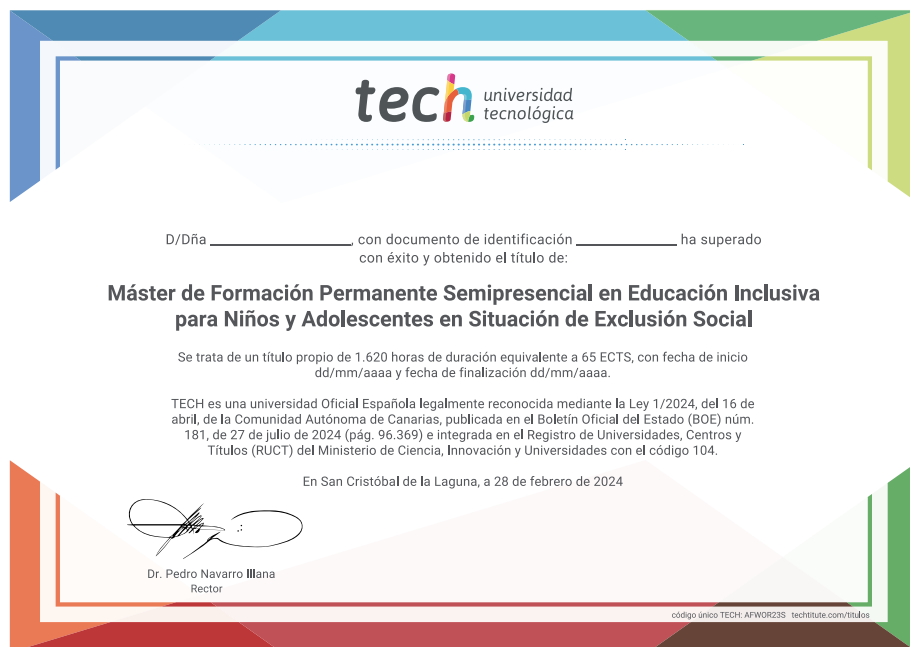 tech universidad
tecnológica
D/Dña ________________, con documento de identificación ____________ ha superado
con éxito y obtenido el título de:
Máster de Formación Permanente Semipresencial en Educación Inclusiva
para Niños y Adolescentes en Situación de Exclusión Social
Se trata de un título propio de 1.620 horas de duración equivalente a 65 ECTS, con fecha de inicio
dd/mm/aaaa y fecha de finalización dd/mm/aaaa.
TECH es una universidad Oficial Española legalmente reconocida mediante la Ley 1/2024, del 16 de
abril, de la Comunidad Autónoma de Canarias, publicada en el Boletín Oficial del Estado (BOE) núm.
181, de 27 de julio de 2024 (pág. 96.369) e integrada en el Registro de Universidades, Centros y
Títulos (RUCT) del Ministerio de Ciencia, Innovación y Universidades con el código 104.
En San Cristóbal de la Laguna, a 28 de febrero de 2024
Dr. Pedro Navarro Illana
Rector
código único TECH: AFWOR23S techtitute.com/titulos